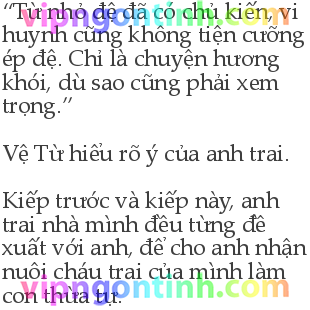 “Từ nhỏ đệ đã có chủ kiến, vi
huynh cũng không tiện cưỡng
ép đệ. Chỉ là chuyện hương
khói, dù sao cũng phải xem
trọng.”
Vệ Từ hiểu rõ ý của anh trai.
Kiếp trước và kiếp này, anh
trai nhà mình đều từng đề
xuất với anh, để cho anh nhận
nuôi cháu trai của mình làm
con thừa tự.
vipngontinh.com
vipngontinh.com